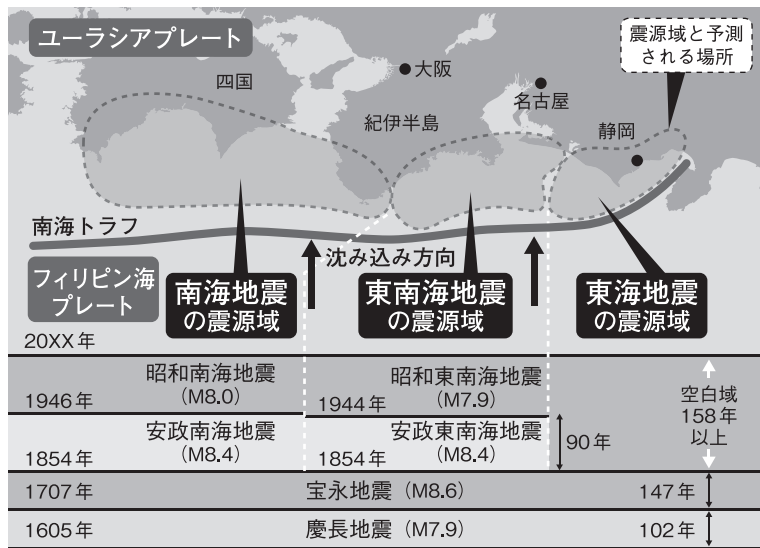 ユーラシアプレート
四国
大阪
紀伊半島
名古屋
静岡
震源域と予測
される場所
南海トラフ
沈み込み方向
フィリピン海
プレート
南海地震
の震源域
東南海地震
の震源域
東海地震
の震源域
20XX年
昭和南海地震
(M8.0)
1946年
昭和東南海地震
(M7.9)
1944年
空白域
158年
以上
安政南海地震
(M8.4)
1854年
安政東南海地震
(M8.4)
1854年
90年
1707年
宝永地震(M8.6)
147年
1605年
慶長地震(M7.9)
102年